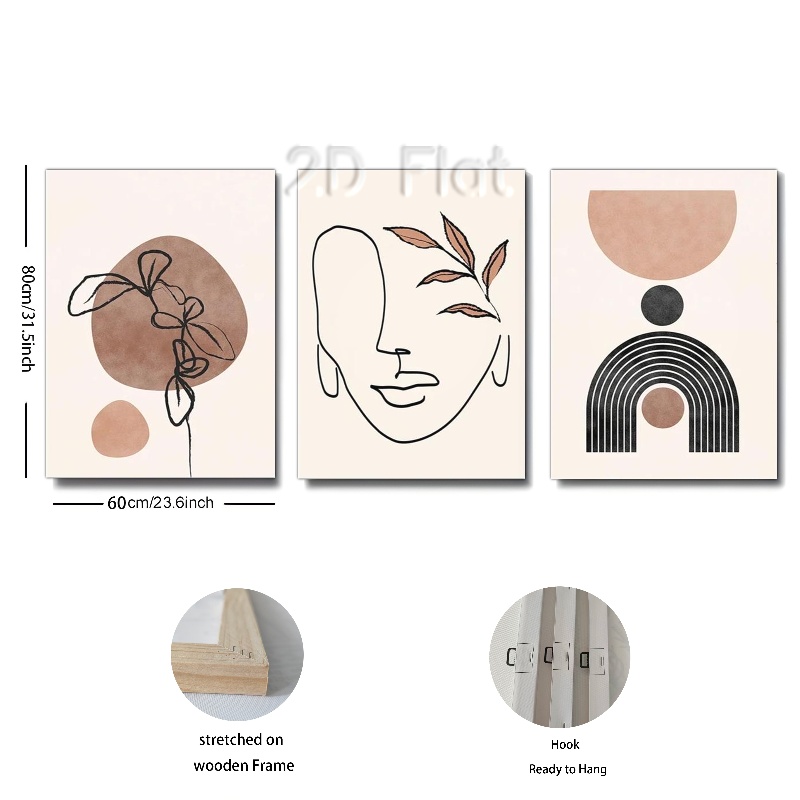 2D Flat
80cm/31.5inch
60cm/23.6inch
stretched on
wooden Frame
Hook
Ready to Hang